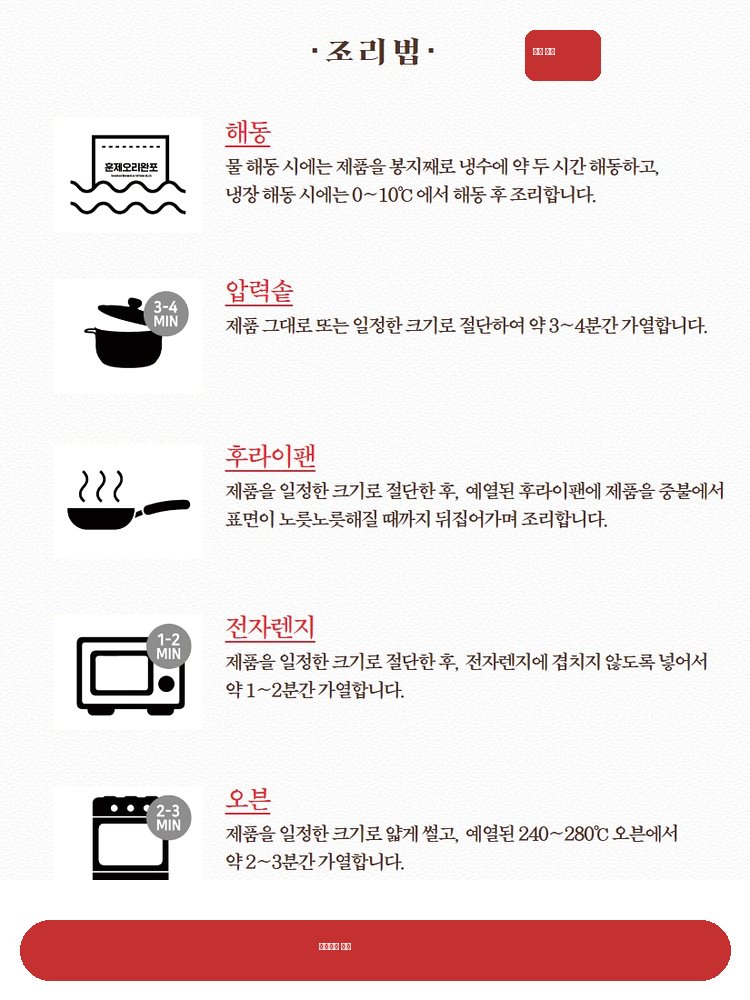 ·조리법·
훈제오리완포
해동
물 해동 시에는 제품을 봉지째로 냉수에 약 두 시간 해동하고,
냉장 해동 시에는 0~10℃에서 해동 후 조리합니다.
3-4
MIN
압력솥
제품 그대로 또는 일정한 크기로 절단하여 약 3~4분간 가열합니다.
후라이팬
제품을 일정한 크기로 절단한 후, 예열된 후라이팬에 제품을 중불에서
표면이 노릇노릇해질 때까지 뒤집어가며 조리합니다.
1-2
MIN
전자렌지
제품을 일정한 크기로 절단한 후, 전자렌지에 겹치지 않도록 넣어서
약 1~2분간 가열합니다.
2-3
MIN
오븐
제품을 일정한 크기로 얇게 썰고, 예열된 240~280℃ 오븐에서
약 2~3분간 가열합니다.